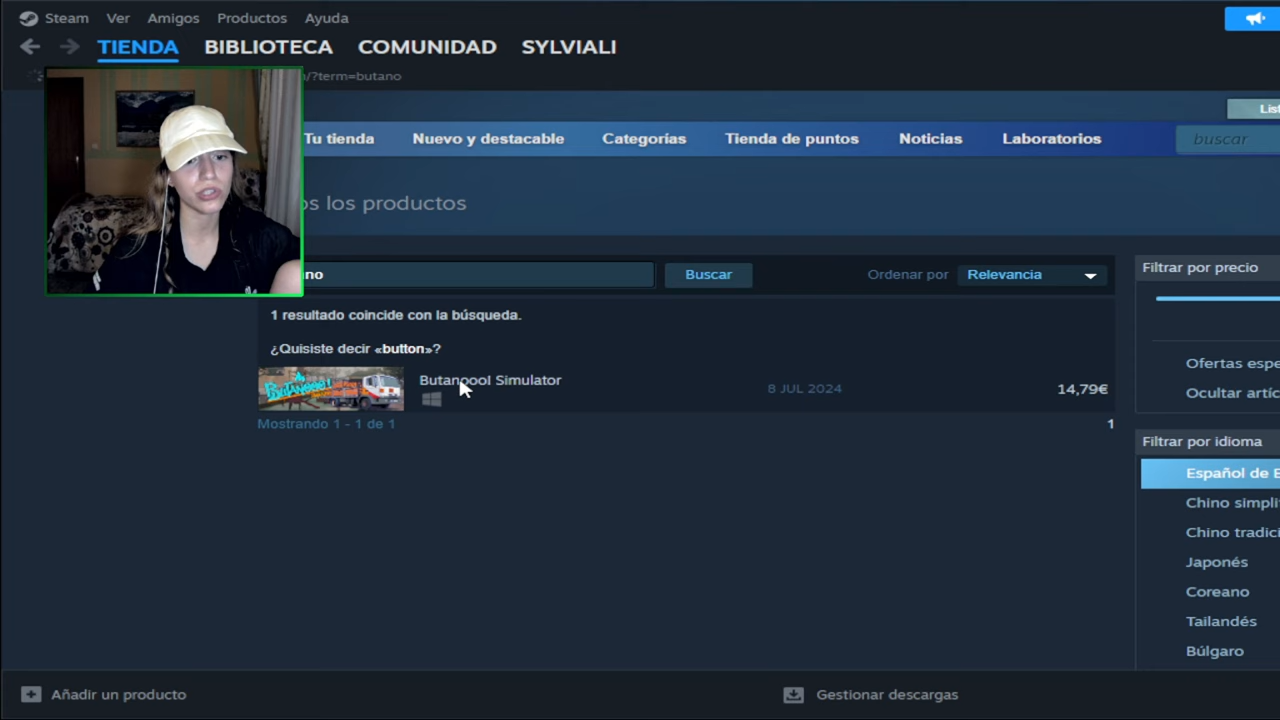 Steam Ver Amigos Productos Ayuda
TIENDA BIBLIOTECA COMUNIDAD SYLVIALI
/?term=butano
List
Tu tienda Nuevo y destacable Categorías Tienda de puntos Noticias Laboratorios buscar
os los productos
no Buscar Ordenar por Relevancia
1 resultado coincide con la búsqueda.
¿Quisiste decir «button»?
Butanoool Simulator 8 JUL 2024 14,79€
Mostrando 1 - 1 de 1 1
Filtrar por precio
Ofertas espe
Ocultar artíc
Filtrar por idioma
Español de E
Chino simpli
Chino tradici
Japonés
Coreano
Tailandés
Búlgaro
Añadir un producto Gestionar descargas